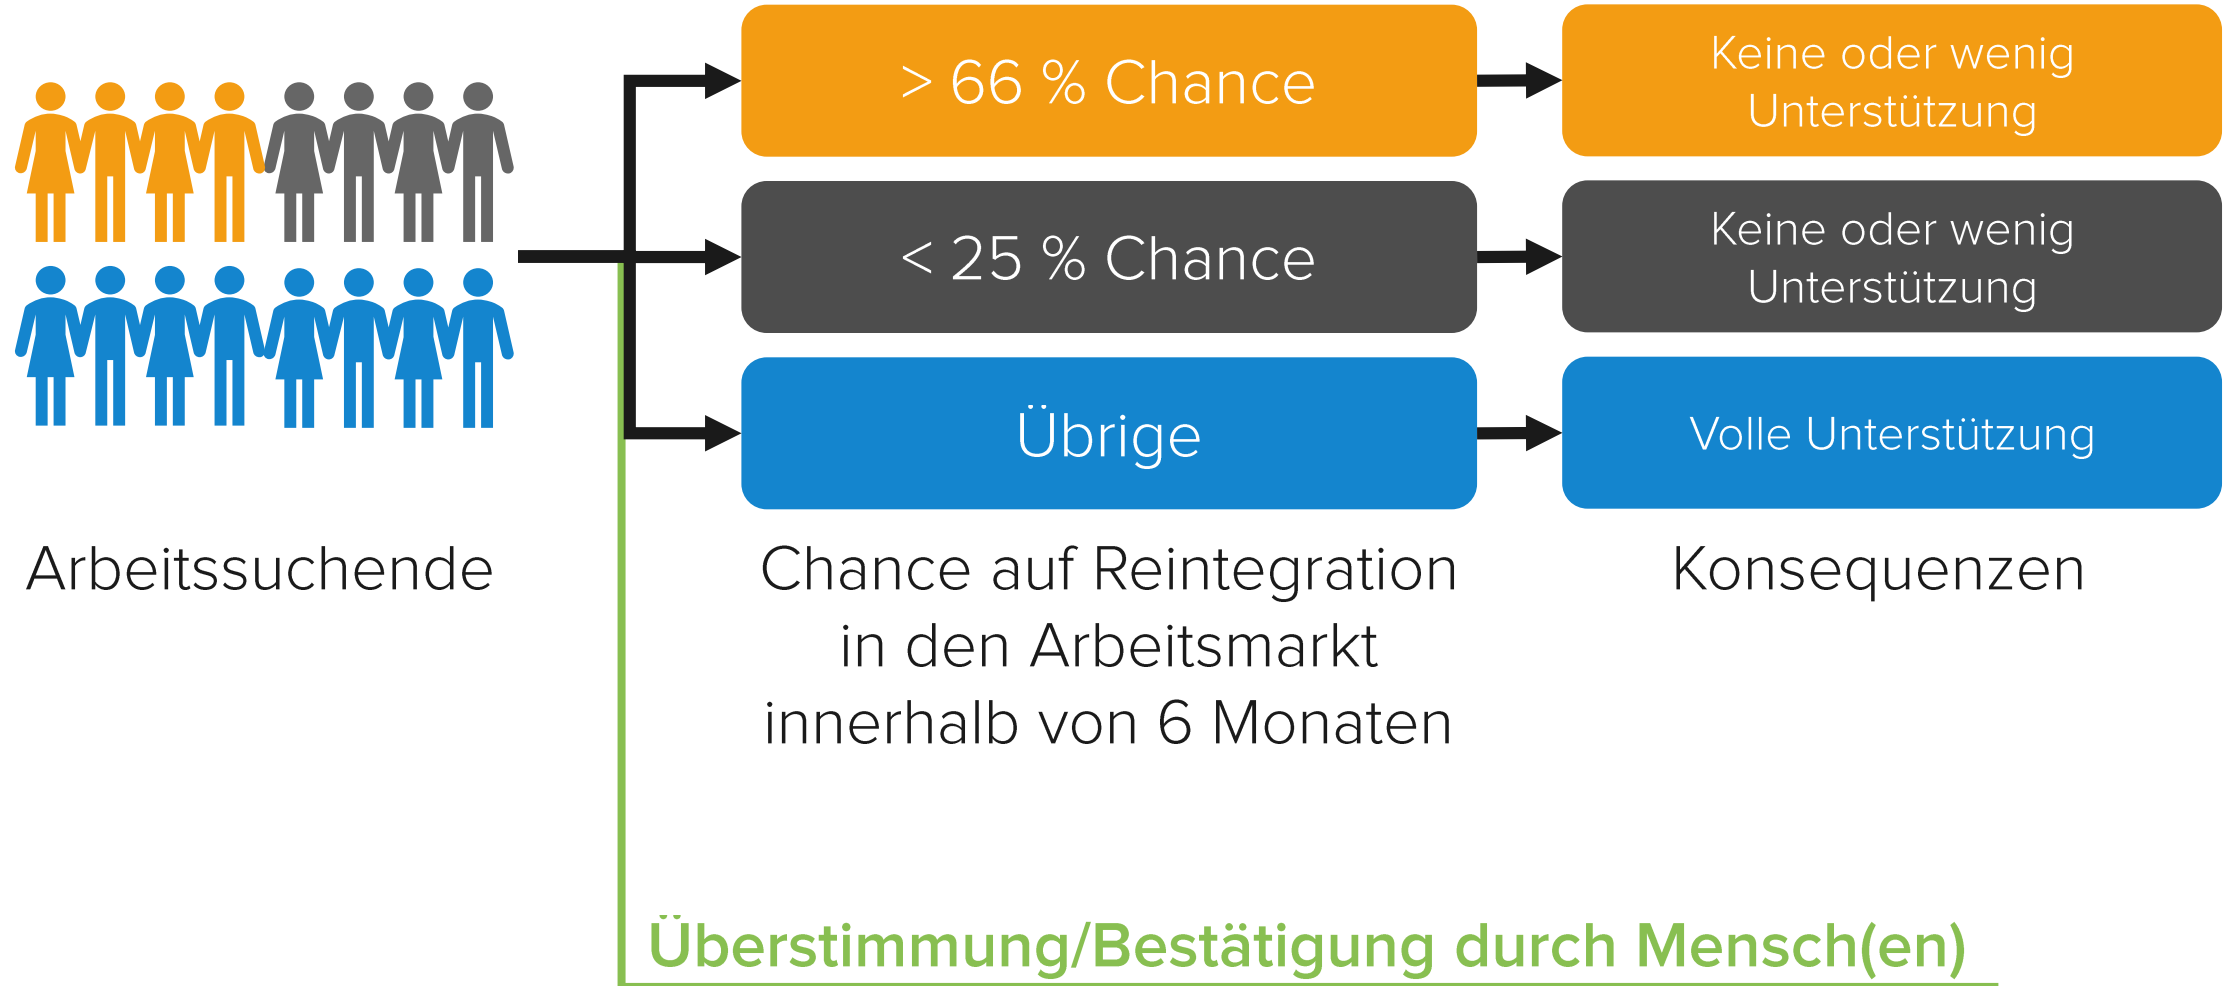 > 66 % Chance
Keine oder wenig
Unterstützung
< 25 % Chance
Keine oder wenig
Unterstützung
Übrige
Volle Unterstützung
Arbeitssuchende
Chance auf Reintegration
in den Arbeitsmarkt
innerhalb von 6 Monaten
Konsequenzen
Überstimmung/Bestätigung durch Mensch(en)